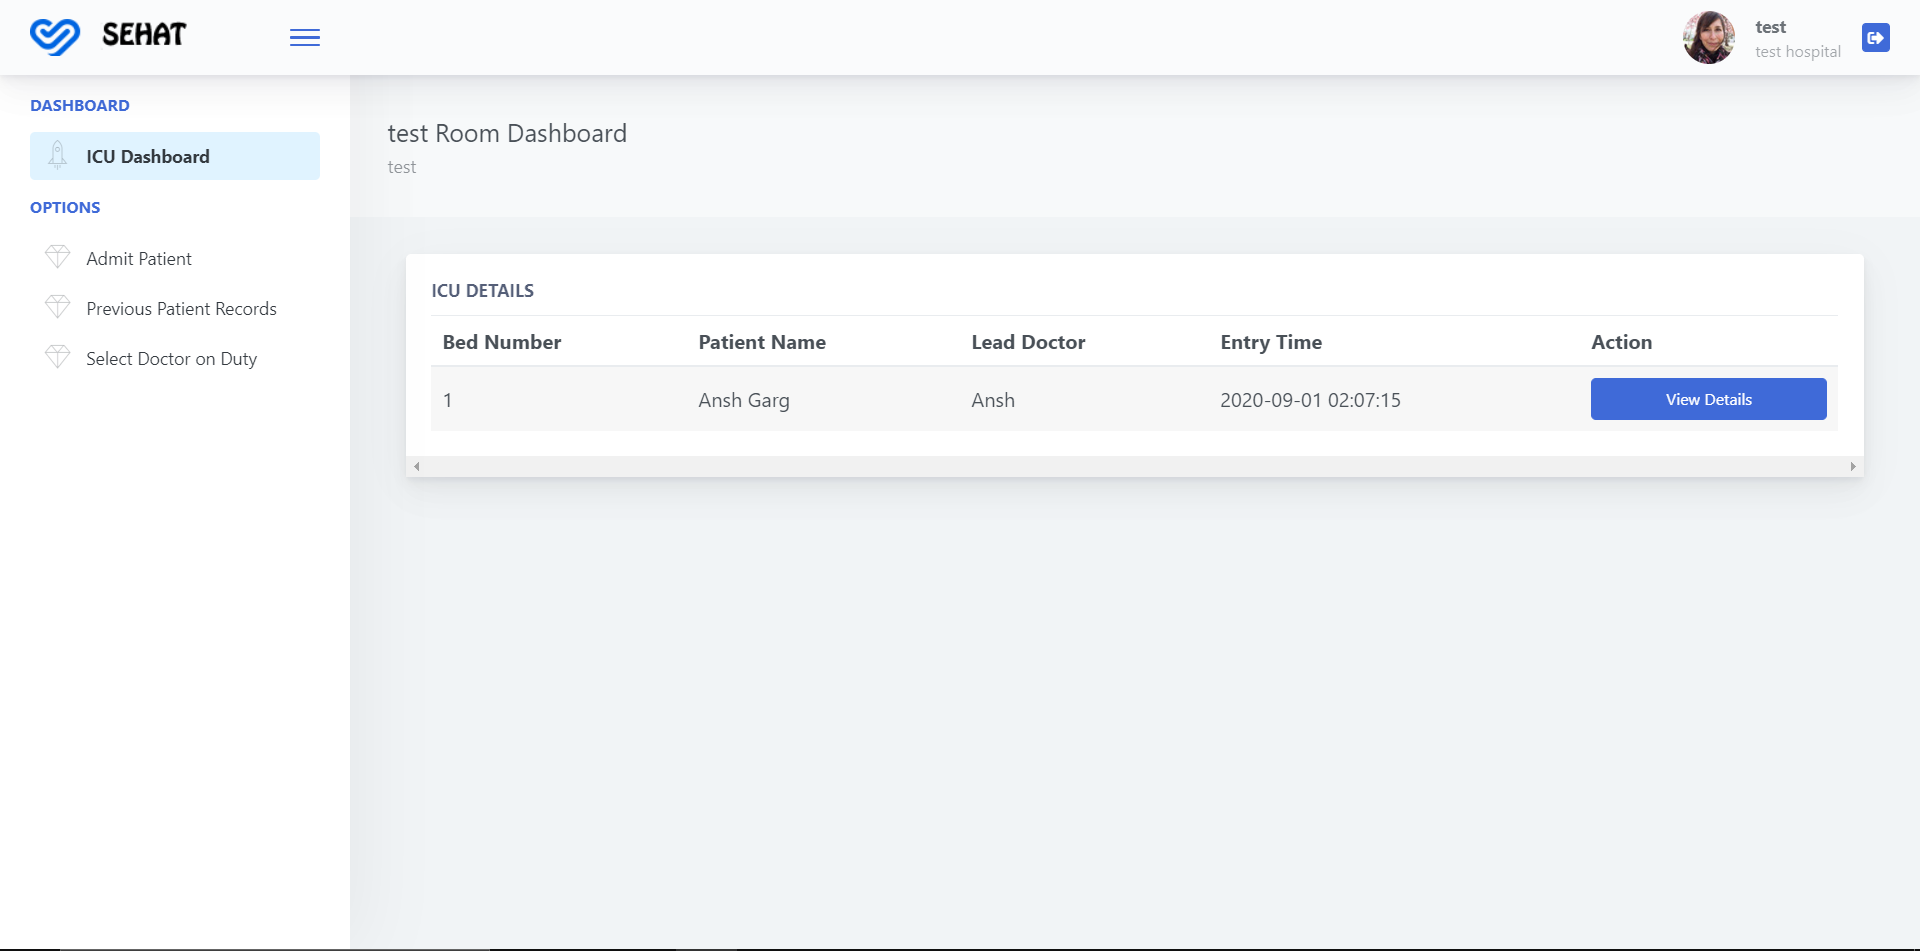 SEHAT
test
test hospital
DASHBOARD
ICU Dashboard
OPTIONS
Admit Patient
Previous Patient Records
Select Doctor on Duty
test Room Dashboard
test
ICU DETAILS
Bed Number Patient Name Lead Doctor Entry Time Action
1 Ansh Garg Ansh 2020-09-01 02:07:15 View Details